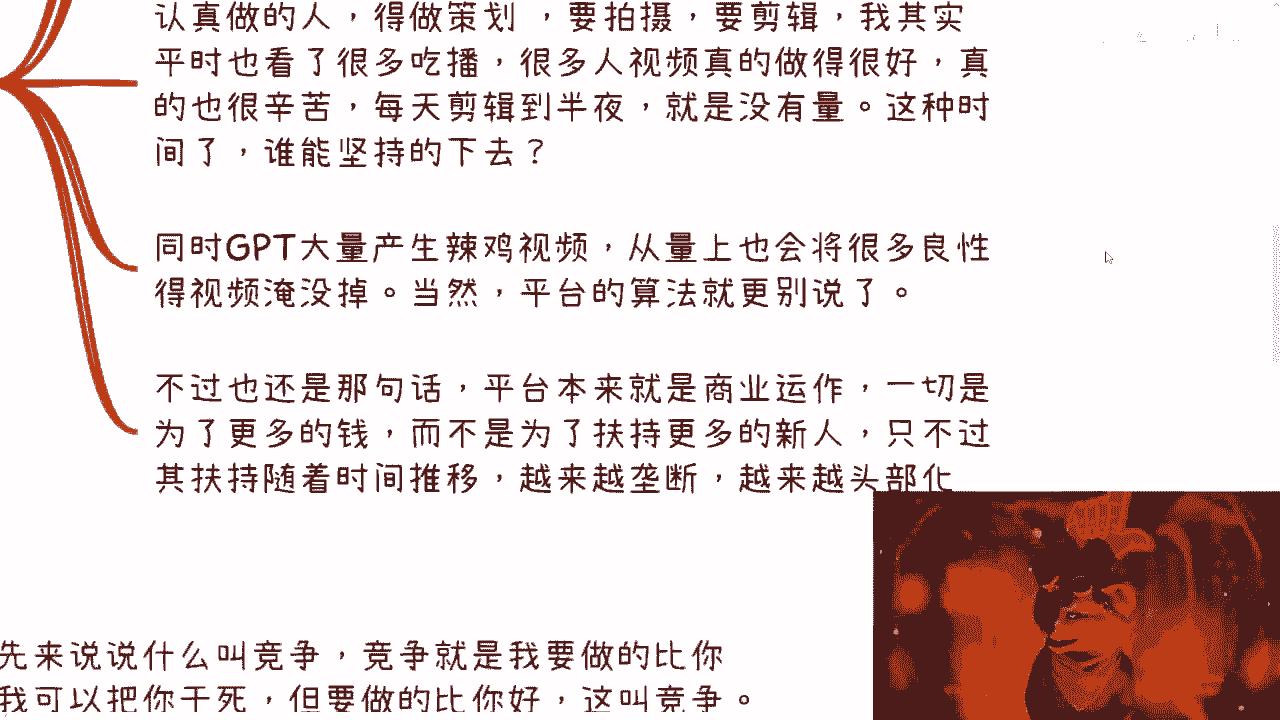 认真做的人，得做策划 ，要拍摄，要剪辑，我其实
平时也看了很多吃播，很多人视频真的做得很好，真
的也很辛苦，每天剪辑到半夜，就是没有量。这种时
间了，谁能坚持的下去？
同时GPT大量产生辣鸡视频，从量上也会将很多良性
得视频淹没掉。当然，平台的算法就更别说了。
不过也还是那句话，平台本来就是商业运作，一切是
为了更多的钱，而不是为了扶持更多的新人，只不过
其扶持随着时间推移，越来越垄断，越来越头部化
先来说说什么叫竞争，竞争就是我要做的比你
我可以把你干死，但要做的比你好，这叫竞争。